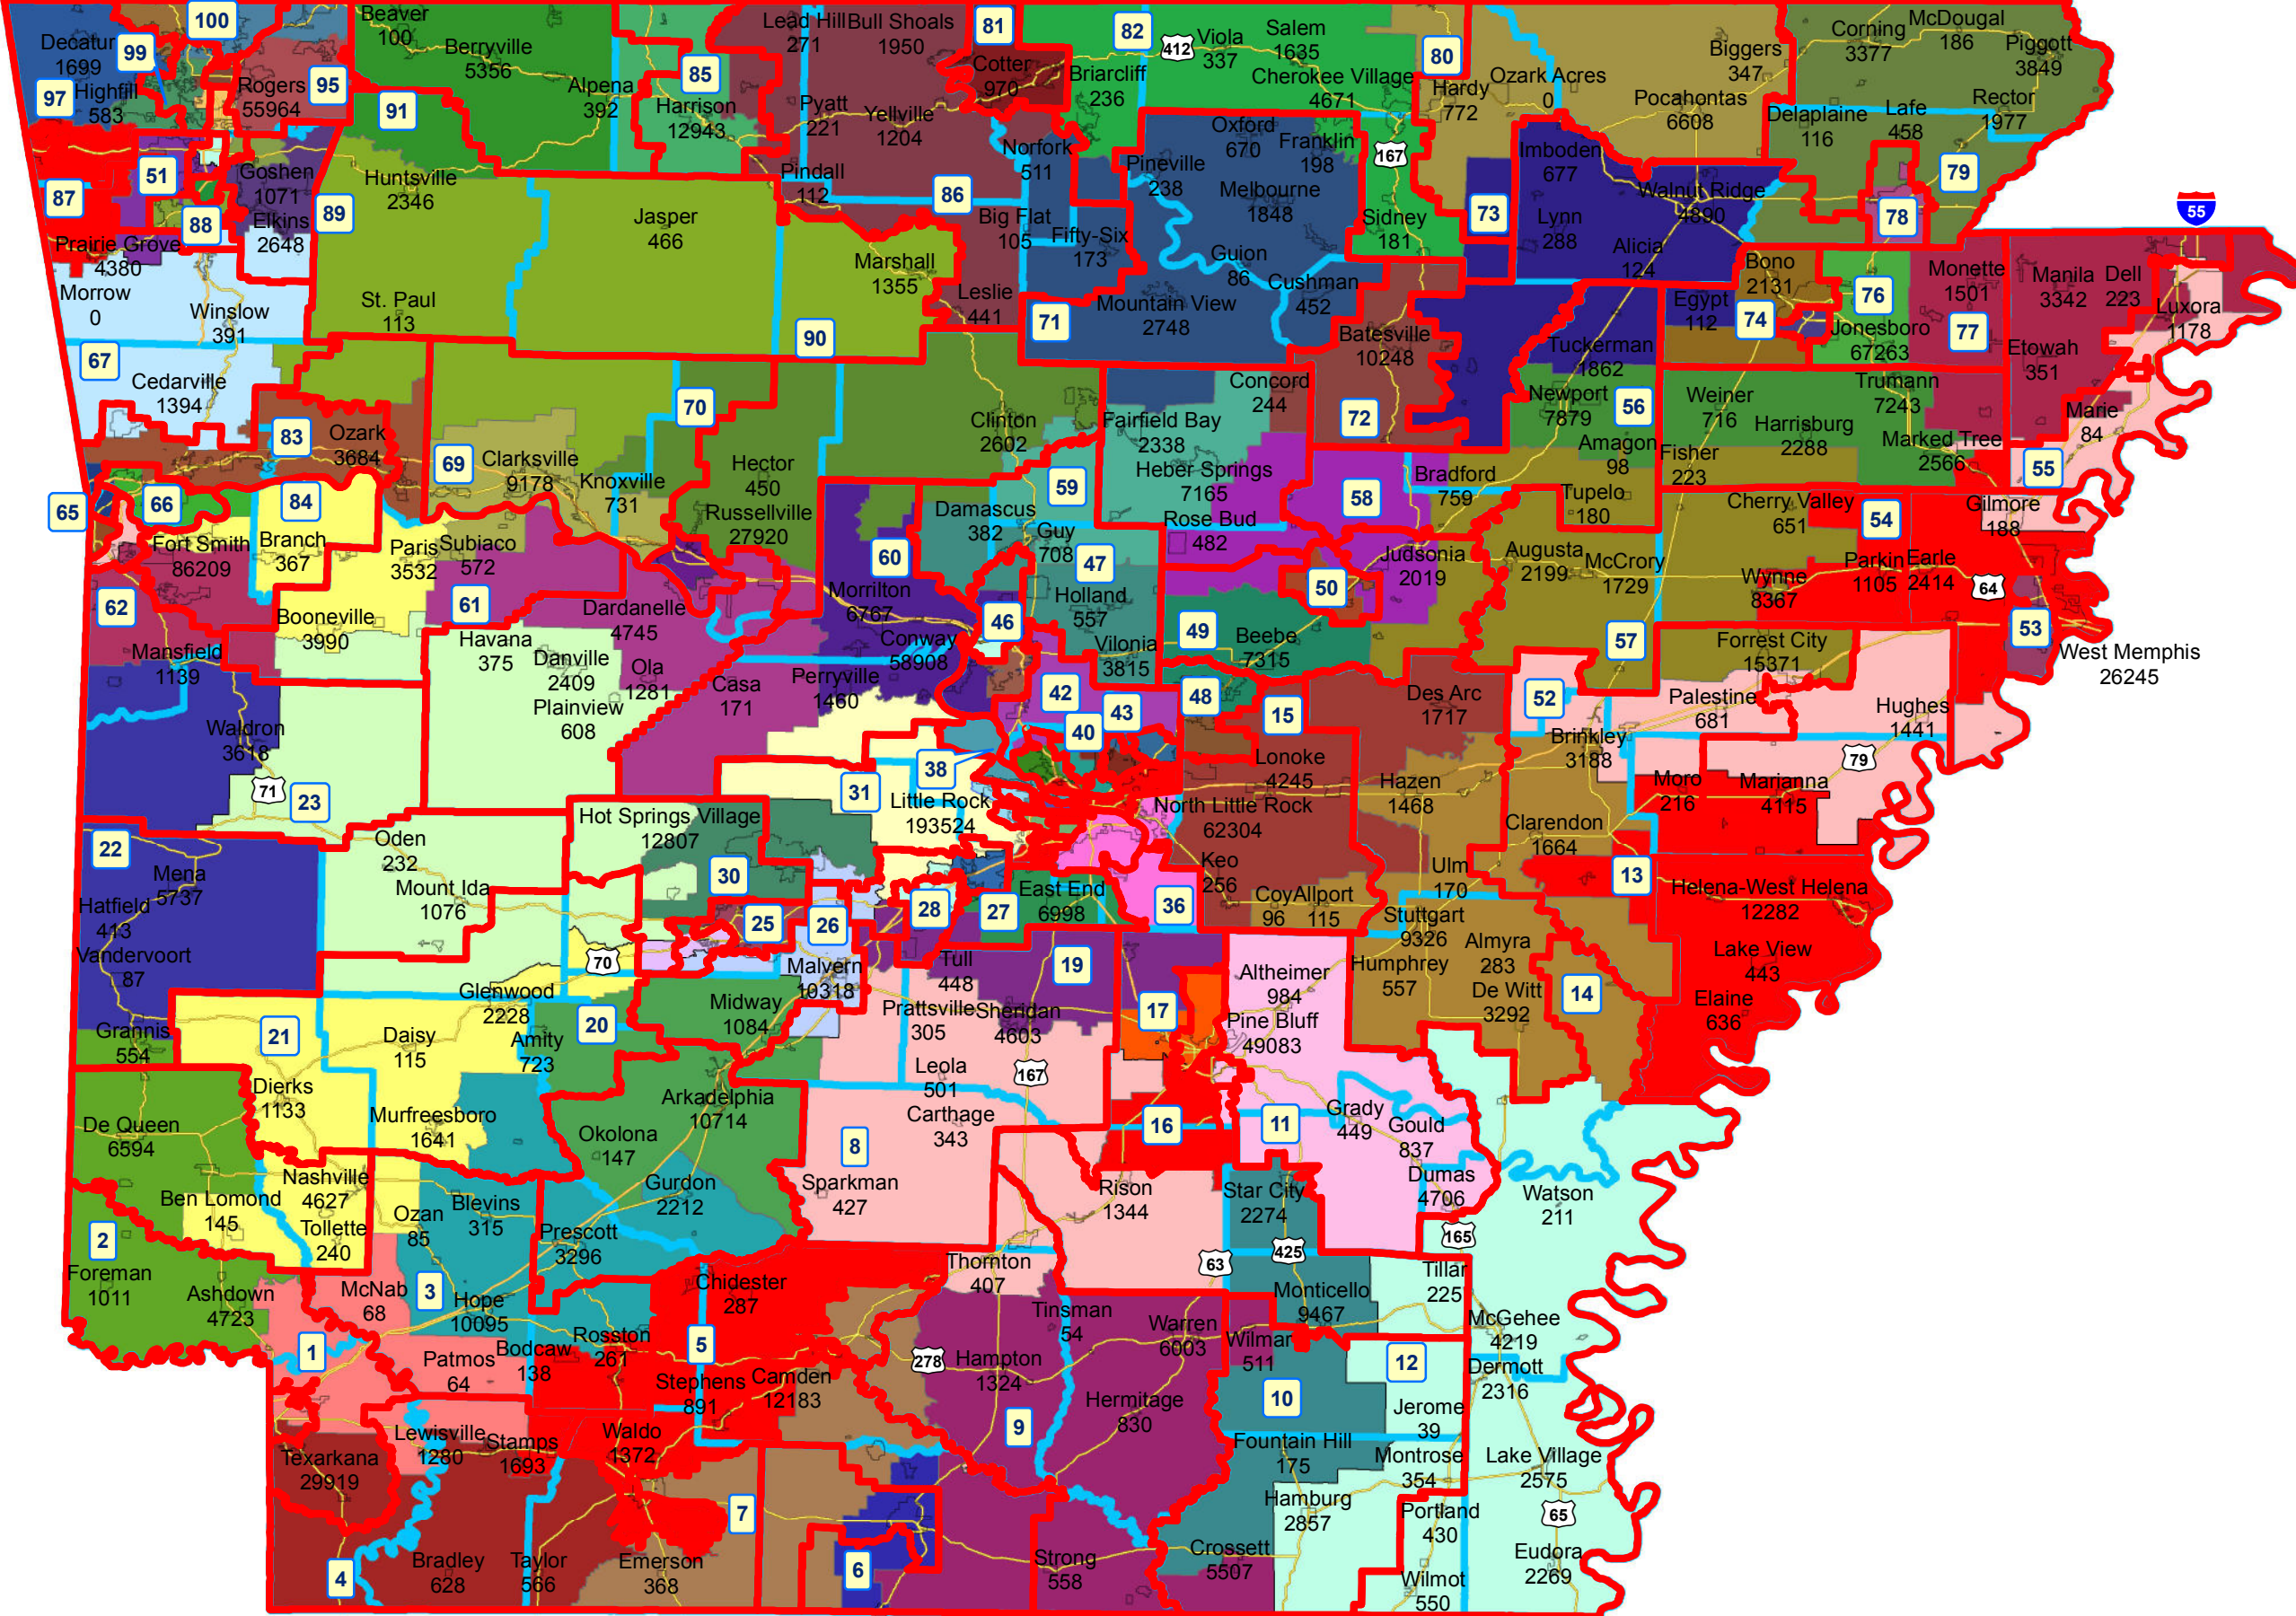 Beaver
100
Berryville
5356
Alpena
392
Lead Hill
271
Bull Shoals
1950
81
82
412
Viola
337
Salem
1635
80
Biggers
347
Corning
3377
McDougal
186
Piggott
3849
100
99
Decatur
1699
97
Highfill
583
Rogers
55964
95
91
85
Harrison
12943
Pyatt
221
Yellville
1204
Cotter
970
Briarcliff
236
Cherokee Village
4671
Hardy
772
Ozark Acres
0
Pocahontas
6608
Delaplaine
116
Lafe
458
Rector
1977
51
87
88
Goshen
1071
Elkins
2648
89
Huntsville
2346
Jasper
466
Pindall
112
86
Norfork
511
Oxford
670
Franklin
198
167
Pineville
238
Melbourne
1848
Sidney
181
73
Imboden
677
Walnut Ridge
4890
79
78
55
Prairie Grove
4380
Morrow
0
Winslow
391
St. Paul
113
Marshall
1355
Big Flat
105
Fifty-Six
173
Guion
86
Cushman
452
Lynn
288
Alicia
124
Bono
2131
76
Monette
1501
Manila
3342
Dell
223
Luxora
1178
Leslie
441
71
Mountain View
2748
Egypt
112
74
Jonesboro
67263
77
Etowah
351
67
90
Batesville
10248
Tuckerman
1862
Cedarville
1394
70
Concord
244
Newport
7879
56
Weiner
716
Trumann
7243
Harrisburg
2288
Marie
84
83
Ozark
3684
69
Clarksville
9178
Clinton
2602
Fairfield Bay
2338
72
Amagon
98
Fisher
223
Marked Tree
2566
55
Knoxville
731
Hector
450
Heber Springs
7165
59
58
Bradford
759
Tupelo
180
Cherry Valley
651
54
Gilmore
188
65
66
84
Russellville
27920
Damascus
382
Rose Bud
482
Guy
708
47
Fort Smith
86209
Branch
367
Paris
3532
Subiaco
572
60
Judsonia
2019
50
Augusta
2199
McCrory
1729
Wynne
8367
Parkin
1105
Earle
2414
64
62
Booneville
3990
61
Dardanelle
4745
Morrilton
6767
46
Holland
557
49
Beebe
7315
57
Forrest City
15371
53
West Memphis
26245
Mansfield
1139
Havana
375
Danville
2409
Ola
1281
Conway
58908
Vilonia
3815
Plainview
608
Casa
171
Perryville
1460
42
43
40
48
15
Des Arc
1717
52
Palestine
681
Hughes
1441
Waldron
3618
71
23
38
31
Little Rock
193524
Lonoke
4245
Hazen
1468
Brinkley
3188
Moro
216
Marianna
4115
79
Hot Springs Village
12807
North Little Rock
62304
Clarendon
1664
22
Oden
232
Mena
5737
Mount Ida
1076
30
Keo
256
Ulm
170
13
Helena-West Helena
12282
Hatfield
413
25
26
28
27
East End
6998
36
Coy
96
Allport
115
Stuttgart
9326
Vandervoort
87
70
Malvern
10318
Tull
448
19
Altheimer
984
Humphrey
557
Almyra
283
De Witt
3292
14
Lake View
443
Elaine
636
Glenwood
2228
Midway
1084
Prattsville
305
Sheridan
4603
17
Pine Bluff
49083
Grannis
554
21
Daisy
115
Amity
723
20
Leola
501
167
Dierks
1133
Murfreesboro
1641
Arkadelphia
10714
Carthage
343
16
11
Grady
449
Gould
837
De Queen
6594
Okolona
147
8
Dumas
4706
Nashville
4627
Ben Lomond
145
Tollette
240
Ozan
85
Blevins
315
Gurdon
2212
Sparkman
427
Rison
1344
Star City
2274
Watson
211
2
Prescott
3296
165
425
63
Foreman
1011
Ashdown
4723
McNab
68
3
Hope
10095
Chidester
287
Thornton
407
Tillar
225
Monticello
9467
1
Patmos
64
Bodcaw
138
Rosston
261
5
278
Tinsman
54
Warren
6003
Wilmar
511
McGehee
4219
Hampton
1324
12
Dermott
2316
Stephens
891
Camden
12183
9
Hermitage
830
10
Jerome
39
Texarkana
29919
Lewisville
1280
Stamps
1693
Waldo
1372
Fountain Hill
175
Montrose
354
Lake Village
2575
7
Hamburg
2857
Portland
430
65
4
Bradley
628
Taylor
566
Emerson
368
6
Strong
558
Crossett
5507
Wilmot
550
Eudora
2269